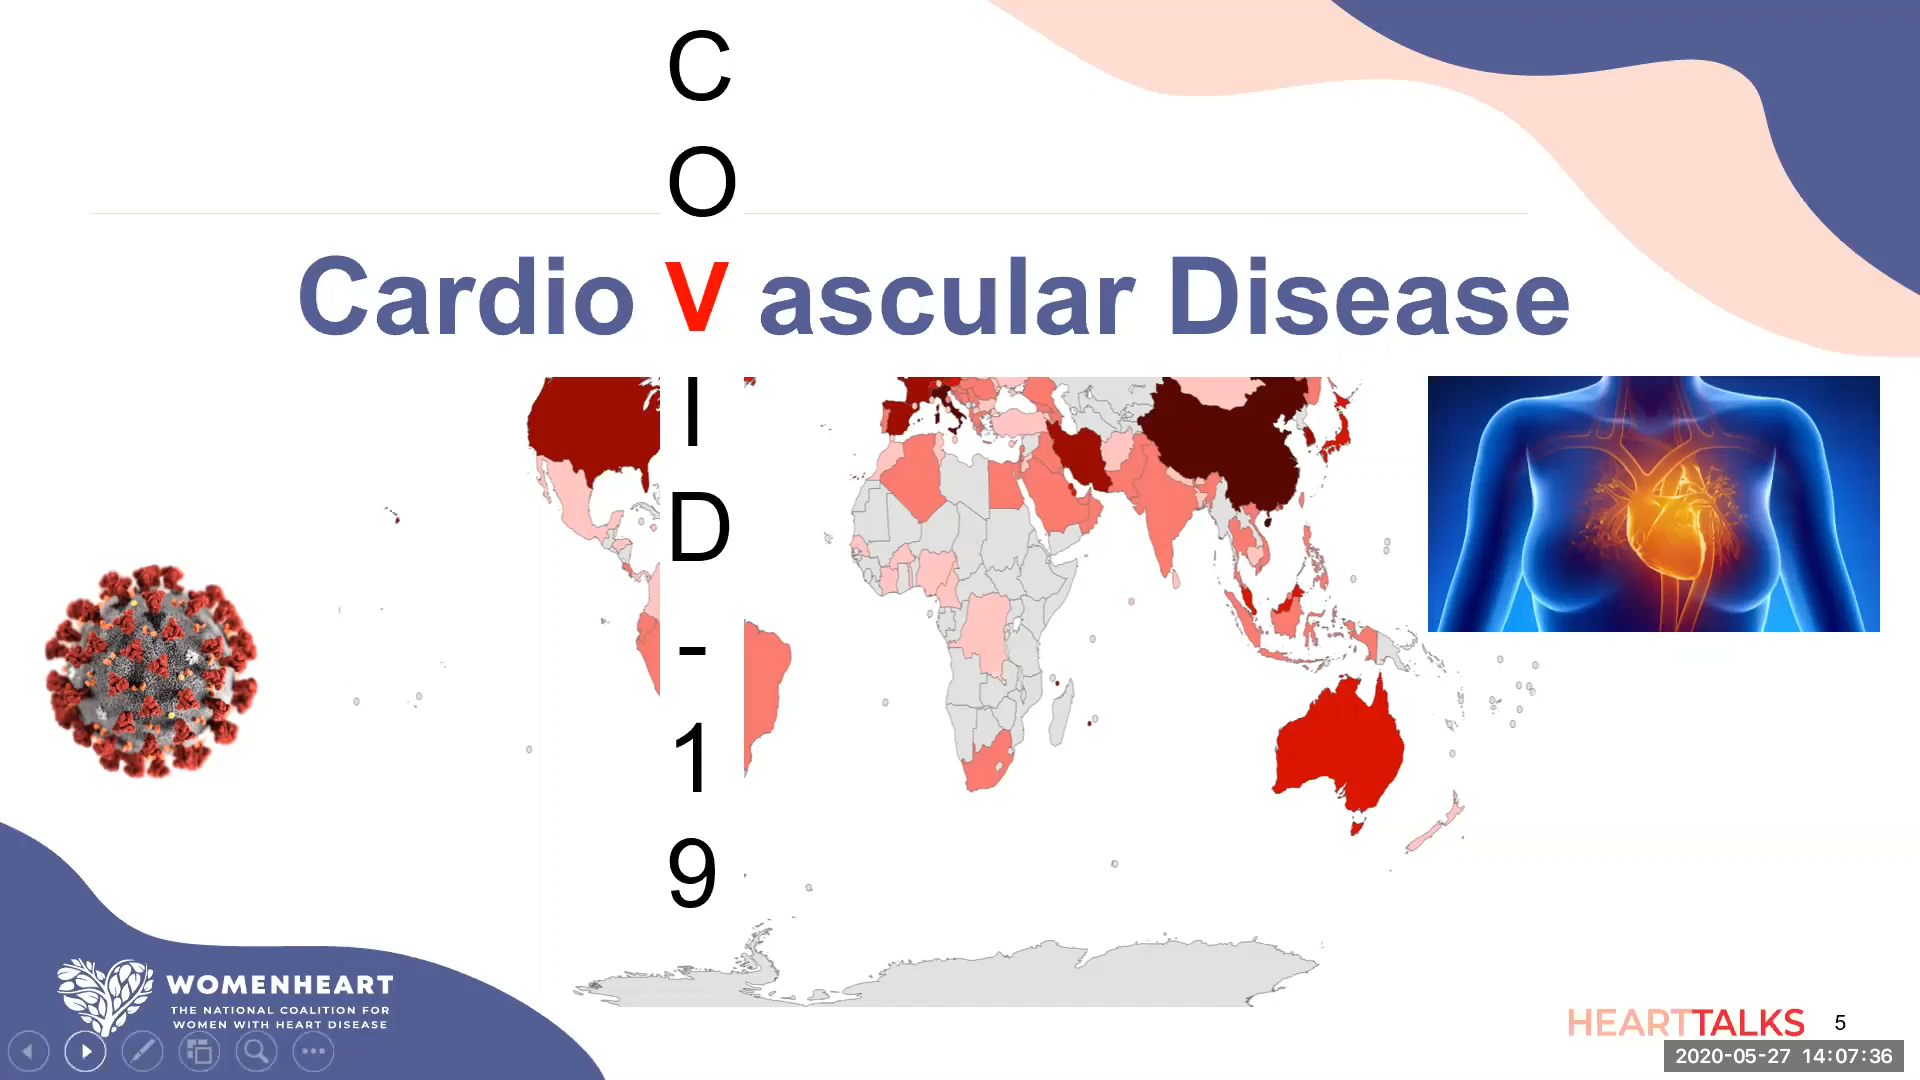 C
O
Cardio V ascular Disease
I
D
-
1
9
WOMENHEART
THE NATIONAL COALITION FOR
WOMEN WITH HEART DISEASE
HEARTTALKS 5
2020-05-27 14:07:36